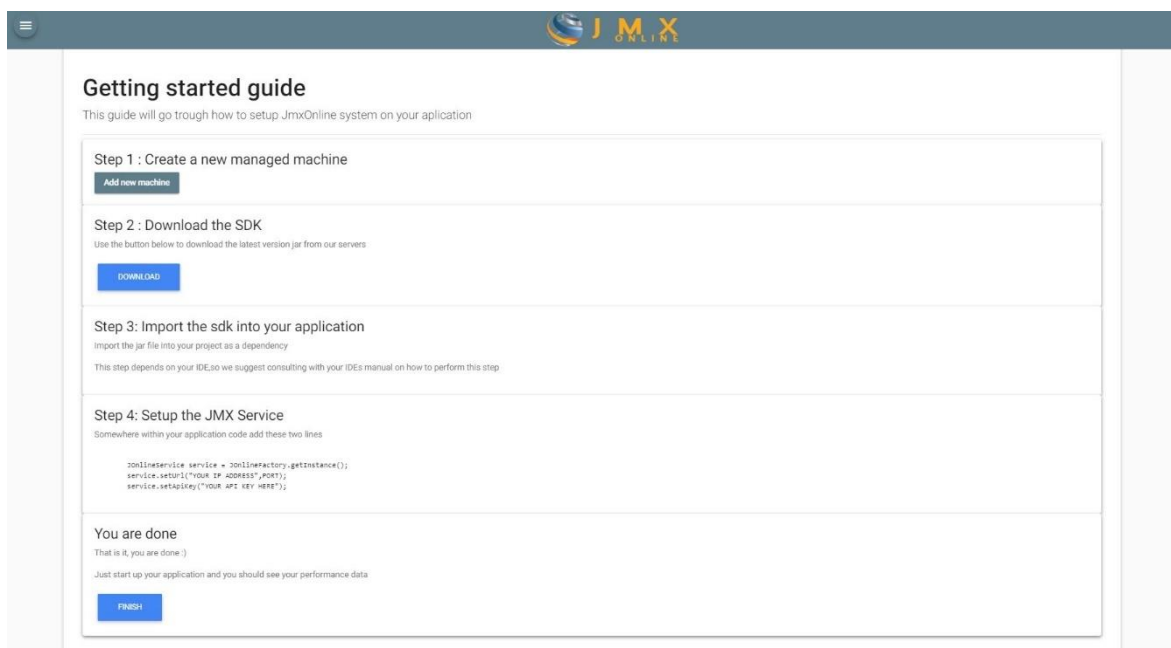 JMX
ONLINE
Getting started guide
This guide will go trough how to setup JmxOnline system on your aplication
Step 1 : Create a new managed machine
Add new machine
Step 2 : Download the SDK
Use the button below to download the latest version jar from our servers
DOWNLOAD
Step 3: Import the sdk into your application
Import the jar file into your project as a dependency
This step depends on your IDE,so we suggest consulting with your IDEs manual on how to perform this step
Step 4: Setup the JMX Service
Somewhere within your application code add these two lines
JOnlineService service = JOnlineFactory.getInstance();
service.setUrl("YOUR IP ADDRESS",PORT);
service.setApiKey("YOUR API KEY HERE");
You are done
That is it, you are done :)
Just start up your application and you should see your performance data
FINISH